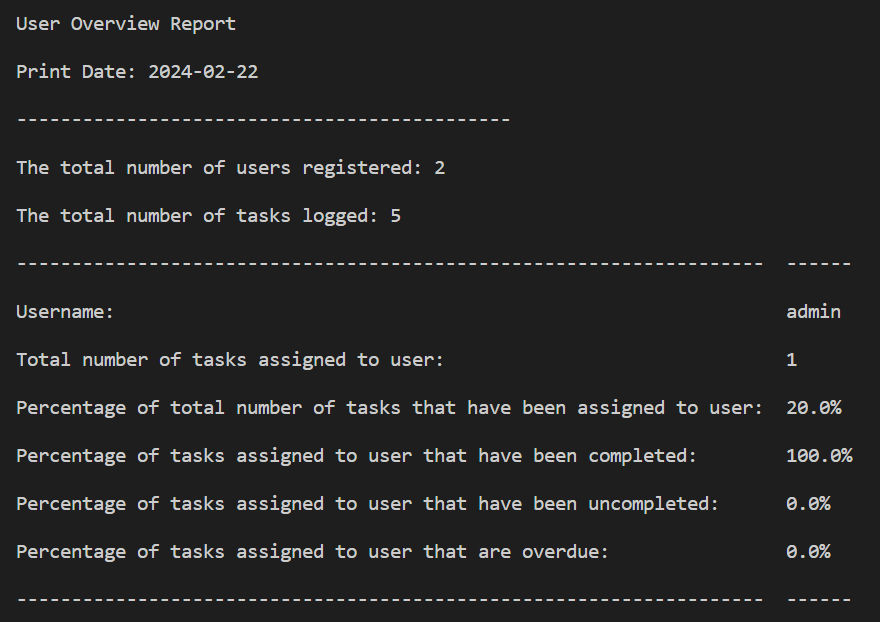 User Overview Report
Print Date: 2024-02-22
---------------------------------------------
The total number of users registered: 2
The total number of tasks logged: 5
--------------------------------------------------------------------  ------
Username:                                                             admin
Total number of tasks assigned to user:                               1
Percentage of total number of tasks that have been assigned to user:  20.0%
Percentage of tasks assigned to user that have been completed:        100.0%
Percentage of tasks assigned to user that have been uncompleted:      0.0%
Percentage of tasks assigned to user that are overdue:                0.0%
--------------------------------------------------------------------  ------